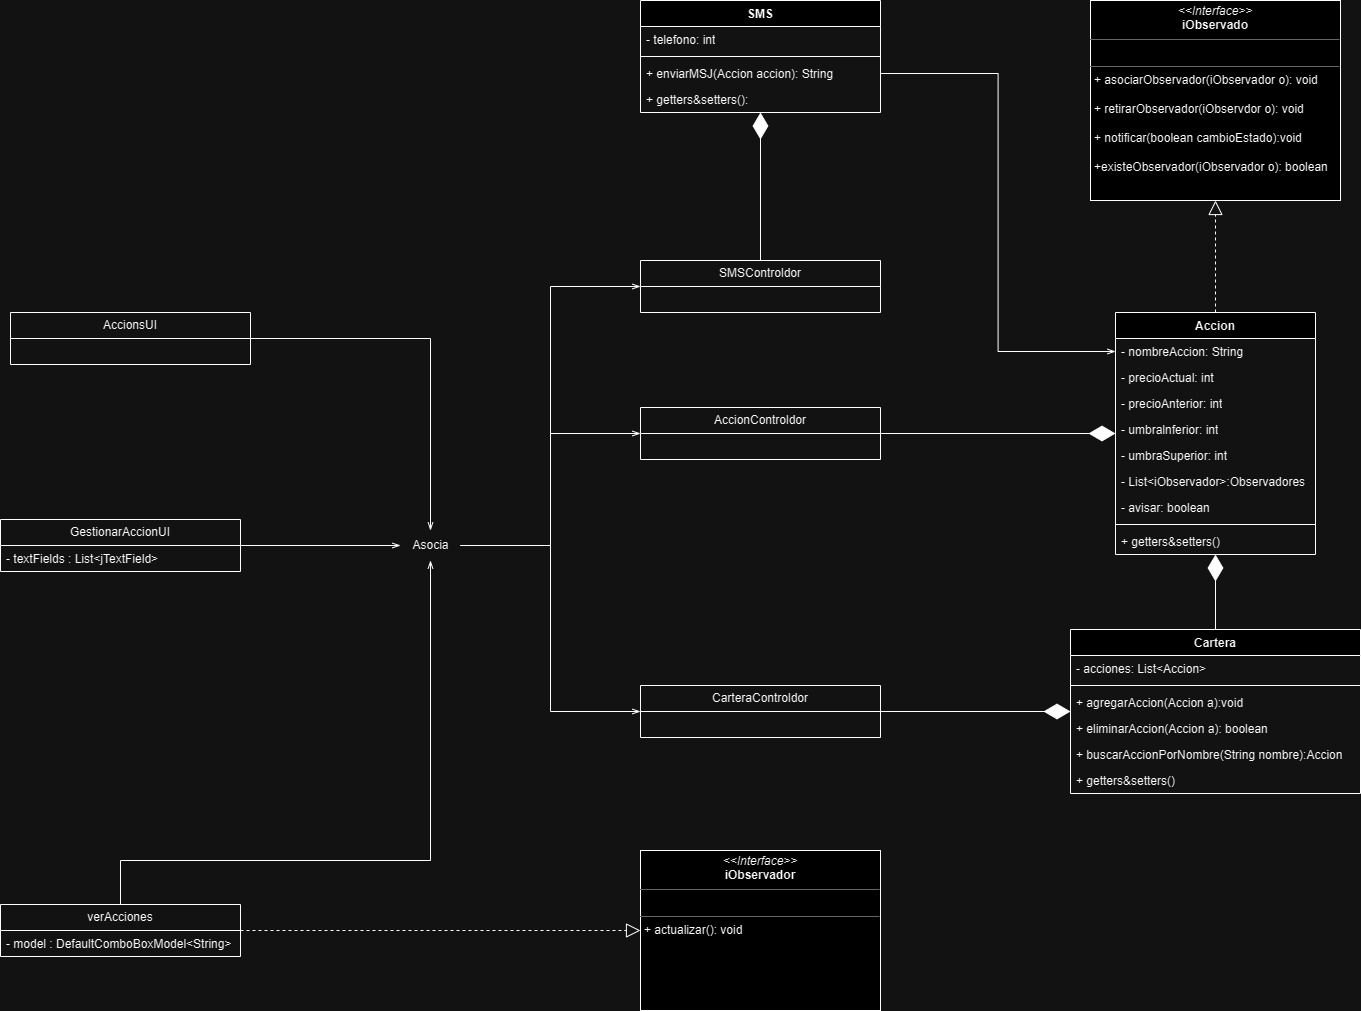 SMS
- telefono: int
+ enviarMSJ(Accion accion): String
+ getters&setters():
<<Interface>>
iObservado
+ asociarObservador(iObservador o): void
+ retirarObservador(iObservdor o): void
+ notificar(boolean cambioEstado):void
+existeObservador(iObservador o): boolean
SMSControldor
AccionsUI
Accion
- nombreAccion: String
- precioActual: int
- precioAnterior: int
- umbraInferior: int
- umbraSuperior: int
- List<iObservador>:Observadores
- avisar: boolean
+ getters&setters()
AccionControldor
GestionarAccionUI
- textFields : List<jTextField>
Asocia
Cartera
- acciones: List<Accion>
+ agregarAccion(Accion a):void
+ eliminarAccion(Accion a): boolean
+ buscarAccionPorNombre(String nombre):Accion
+ getters&setters()
CarteraControldor
<<Interface>>
iObservador
+ actualizar(): void
verAcciones
- model : DefaultComboBoxModel<String>